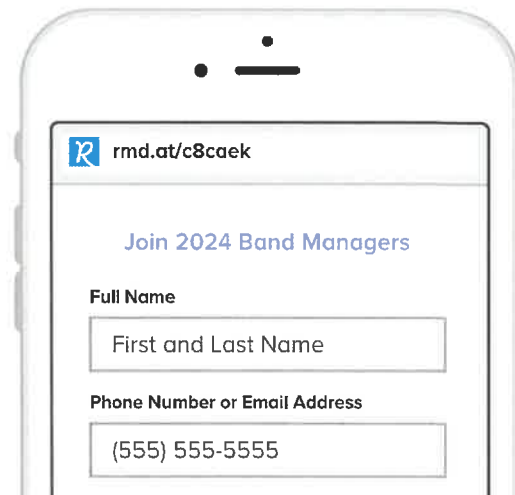 rmd.at/c8caek
Join 2024 Band Managers
Full Name
First and Last Name
Phone Number or Email Address
(555) 555-5555